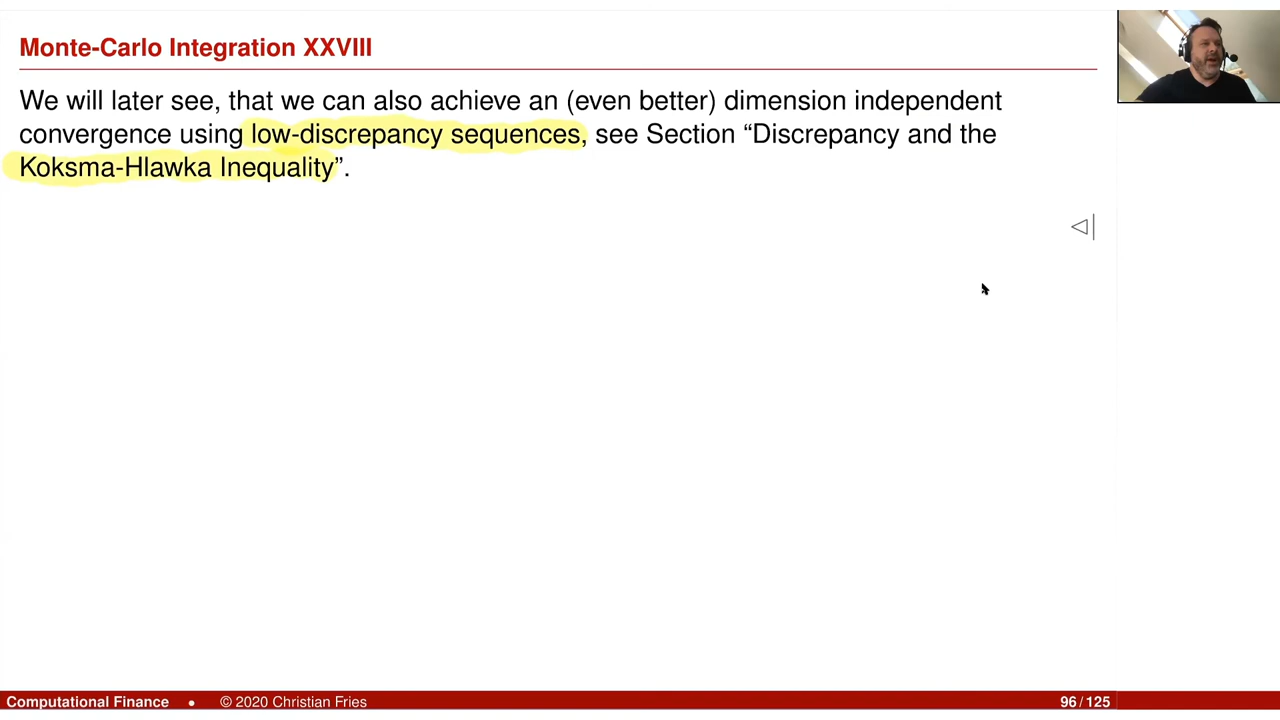 Monte-Carlo Integration XXVIII
We will later see, that we can also achieve an (even better) dimension independent
convergence using low-discrepancy sequences, see Section “Discrepancy and the
Koksma-Hlawka Inequality”.
Computational Finance • © 2020 Christian Fries 96 / 125